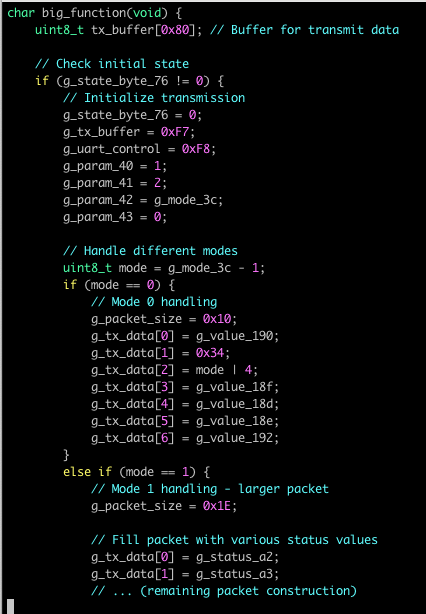 char big_function(void) {
    uint8_t tx_buffer[0x80]; // Buffer for transmit data

    // Check initial state
    if (g_state_byte_76 != 0) {
        // Initialize transmission
        g_state_byte_76 = 0;
        g_tx_buffer = 0xF7;
        g_uart_control = 0xF8;
        g_param_40 = 1;
        g_param_41 = 2;
        g_param_42 = g_mode_3c;
        g_param_43 = 0;

        // Handle different modes
        uint8_t mode = g_mode_3c - 1;
        if (mode == 0) {
            // Mode 0 handling
            g_packet_size = 0x10;
            g_tx_data[0] = g_value_190;
            g_tx_data[1] = 0x34;
            g_tx_data[2] = mode | 4;
            g_tx_data[3] = g_value_18f;
            g_tx_data[4] = g_value_18d;
            g_tx_data[5] = g_value_18e;
            g_tx_data[6] = g_value_192;
        }
        else if (mode == 1) {
            // Mode 1 handling - larger packet
            g_packet_size = 0x1E;

            // Fill packet with various status values
            g_tx_data[0] = g_status_a2;
            g_tx_data[1] = g_status_a3;
            // ... (remaining packet construction)